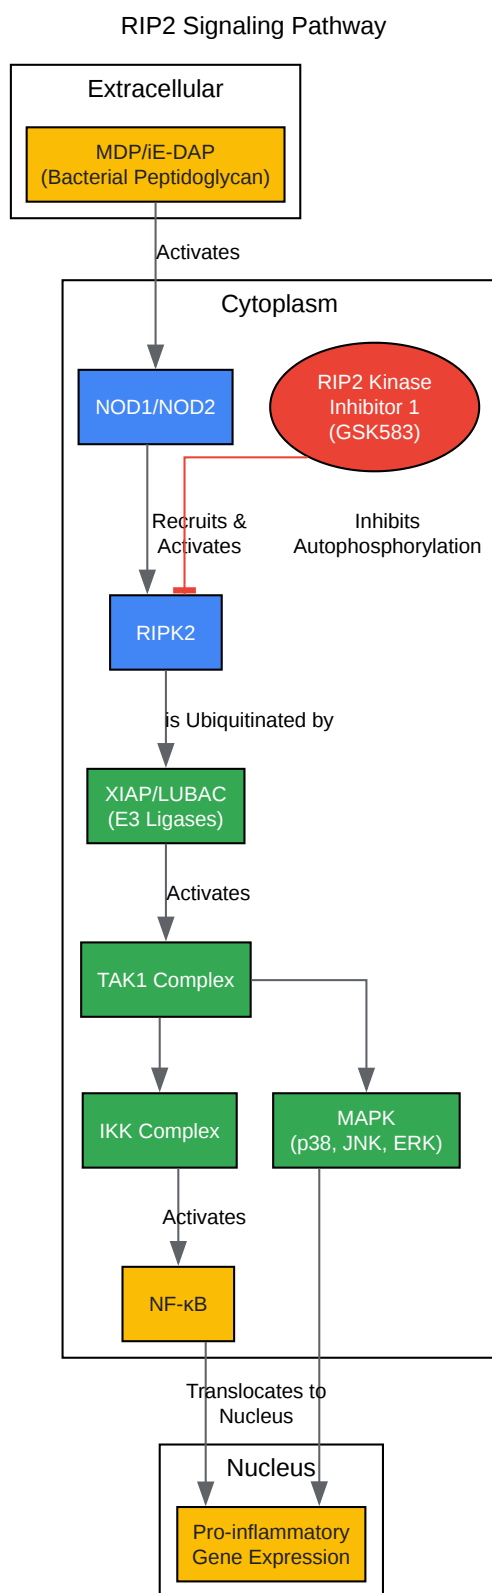 RIP2 Signaling Pathway
Extracellular
MDP/iE-DAP
(Bacterial Peptidoglycan)
Activates
Cytoplasm
NOD1/NOD2
RIP2 Kinase
Inhibitor 1
(GSK583)
Recruits &
Activates
Inhibits
Autophosphorylation
RIPK2
is Ubiquitinated by
XIAP/LUBAC
(E3 Ligases)
Activates
TAK1 Complex
IKK Complex
MAPK
(p38, JNK, ERK)
Activates
NF-κB
Translocates to
Nucleus
Nucleus
Pro-inflammatory
Gene Expression